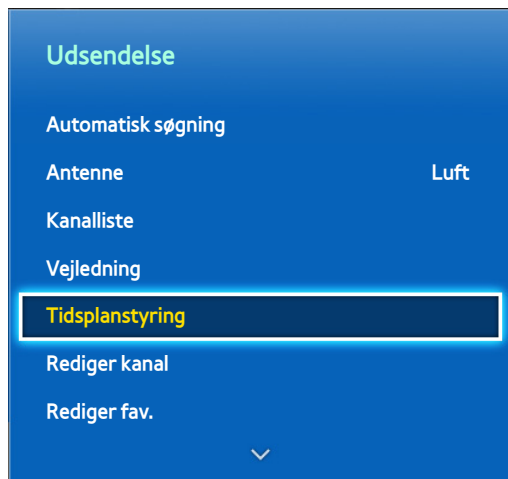 Udsendelse
Automatisk søgning
Antenne Luft
Kanalliste
Vejledning
Tidsplanstyring
Rediger kanal
Rediger fav.